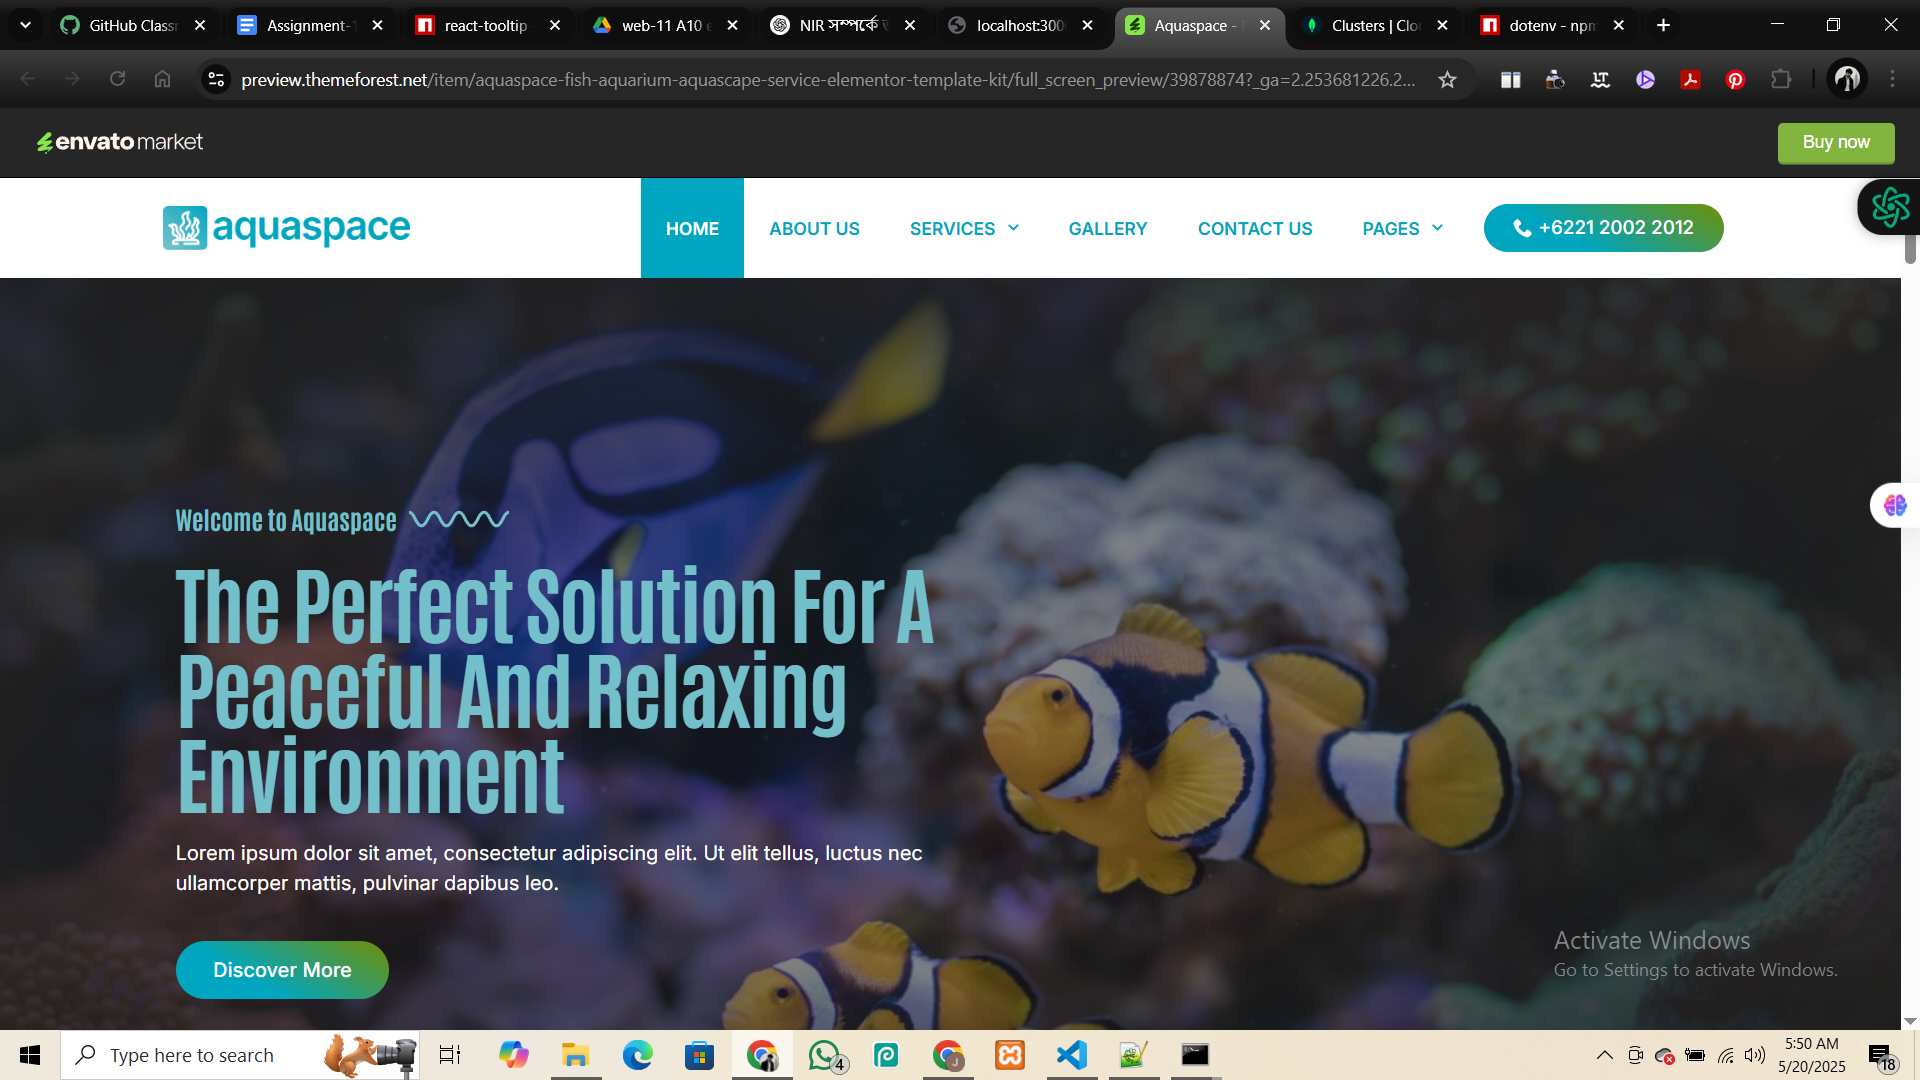 GitHub Classr
Assignment-1
react-tooltip
web-11 A10
NIR সম্পর্কে
localhost:300
Aquaspace -
Clusters | Clo
dotenv - npm
preview.themeforest.net/item/aquaspace-fish-aquarium-aquascape-service-elementor-template-kit/full_screen_preview/39878874?_ga=2.253681226.2...
envato market
Buy now
aquaspace
HOME
ABOUT US
SERVICES
GALLERY
CONTACT US
PAGES
+6221 2002 2012
Welcome to Aquaspace
The Perfect Solution For A
Peaceful And Relaxing
Environment
Lorem ipsum dolor sit amet, consectetur adipiscing elit. Ut elit tellus, luctus nec
ullamcorper mattis, pulvinar dapibus leo.
Discover More
Activate Windows
Go to Settings to activate Windows.
Type here to search
4
5:50 AM
5/20/2025
18